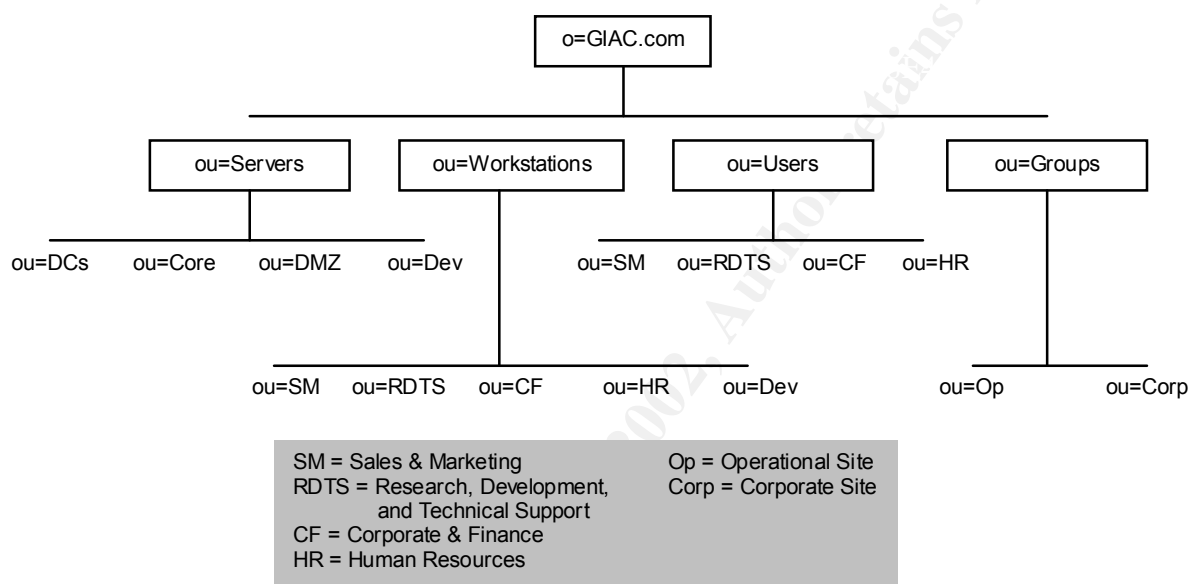 o=GIAC.com
ou=Servers
ou=Workstations
ou=Users
ou=Groups
ou=DCs
ou=Core
ou=DMZ
ou=Dev
ou=SM
ou=RDTS
ou=CF
ou=HR
ou=SM
ou=RDTS
ou=CF
ou=HR
ou=Dev
ou=Op
ou=Corp
SM = Sales & Marketing
RDTS = Research, Development,
and Technical Support
CF = Corporate & Finance
HR = Human Resources
Op = Operational Site
Corp = Corporate Site
2002, Author retains